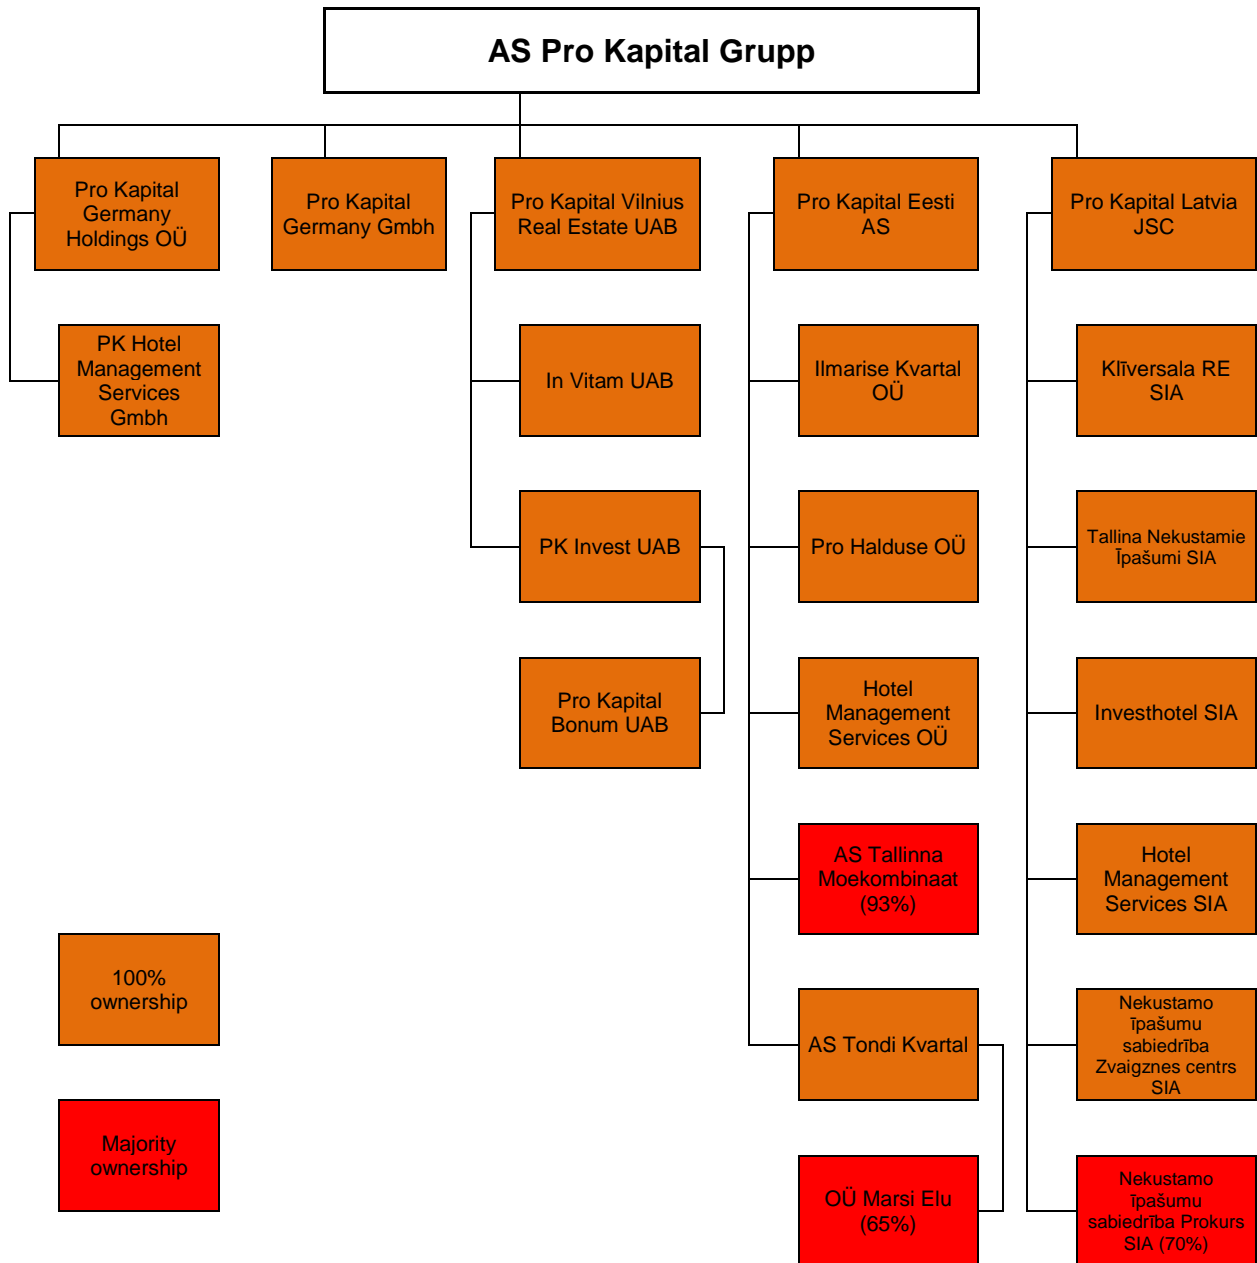 AS Pro Kapital Grupp
Pro Kapital
Germany
Holdings OÜ
Pro Kapital
Germany Gmbh
Pro Kapital Vilnius
Real Estate UAB
Pro Kapital Eesti
AS
Pro Kapital Latvia
JSC
PK Hotel
Management
Services
Gmbh
In Vitam UAB
Ilmarise Kvartal
OÜ
Klīversala RE
SIA
PK Invest UAB
Pro Halduse OÜ
Tallina Nekustamie
Īpašumi SIA
Pro Kapital
Bonum UAB
Hotel
Management
Services OÜ
Investhotel SIA
AS Tallinna
Moekombinaat
(93%)
Hotel
Management
Services SIA
100%
ownership
AS Tondi Kvartal
Nekustamo
īpašumu
sabiedrība
Zvaigznes centrs
SIA
Majority
ownership
OÜ Marsi Elu
(65%)
Nekustamo
īpašumu
sabiedrība Prokurs
SIA (70%)